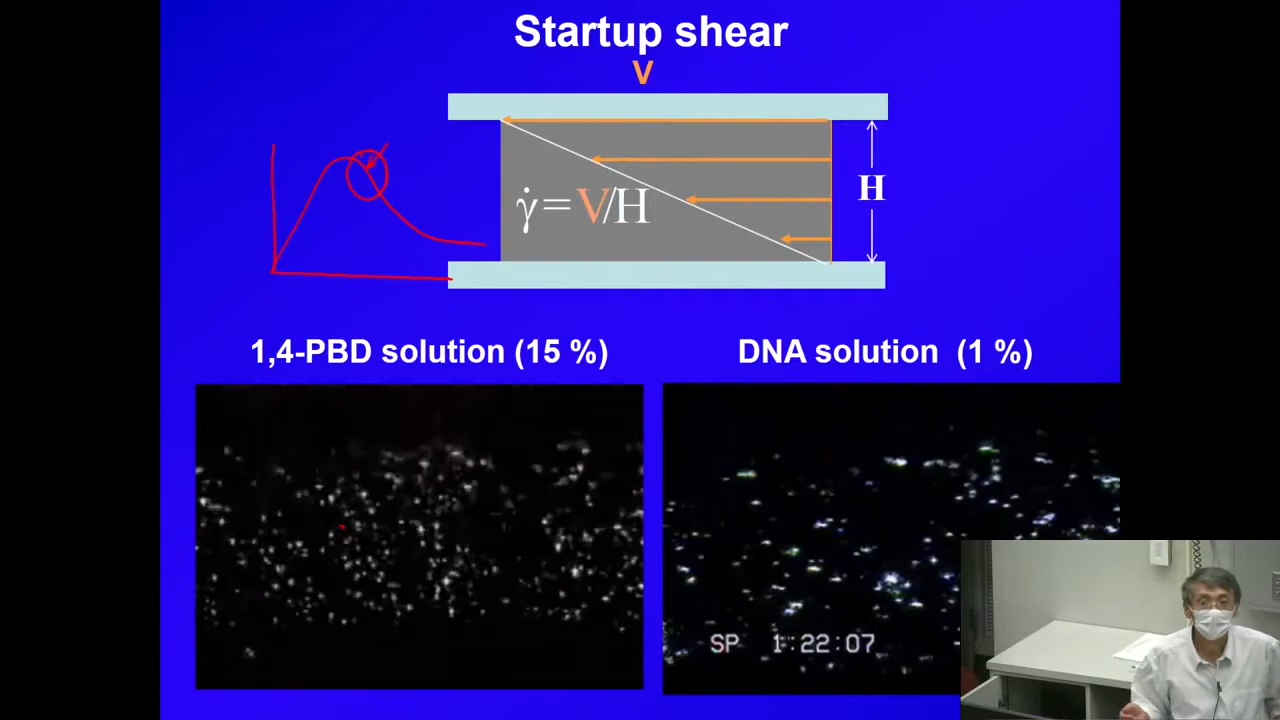 Startup shear
V
γ̇ = V/H
H
1,4-PBD solution (15 %)
DNA solution (1 %)
SP 1:22:07